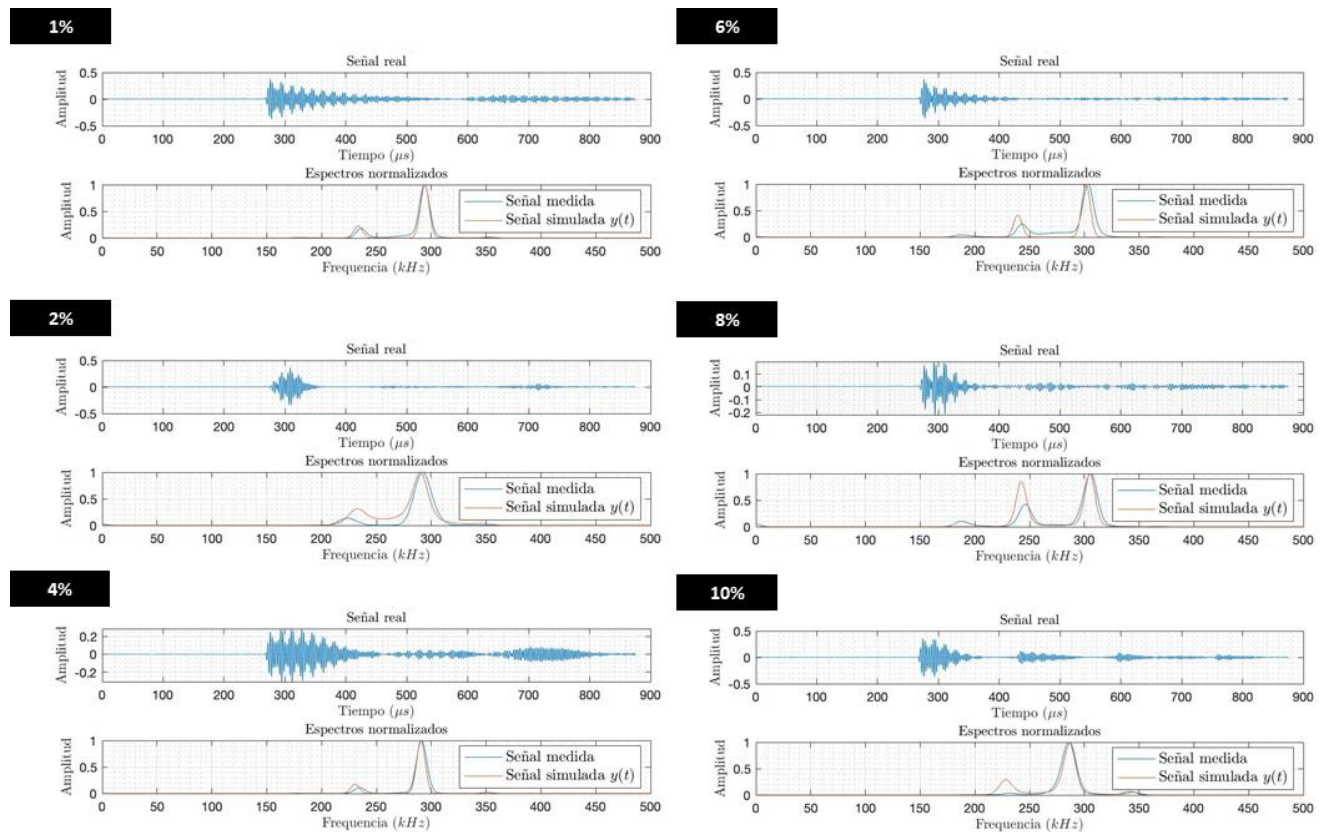 1%
Señal real
Amplitud
0.5
0
-0.5
0 100 200 300 400 500 600 700 800 900
Tiempo (μs)
Espectros normalizados
Amplitud
1
0.5
0
Señal medida
Señal simulada y(t)
0 50 100 150 200 250 300 350 400 450 500
Frequencia (kHz)
2%
Señal real
Amplitud
0.5
0
-0.5
0 100 200 300 400 500 600 700 800 900
Tiempo (μs)
Espectros normalizados
Amplitud
1
0.5
0
Señal medida
Señal simulada y(t)
0 50 100 150 200 250 300 350 400 450 500
Frequencia (kHz)
4%
Señal real
Amplitud
0.2
0
-0.2
0 100 200 300 400 500 600 700 800 900
Tiempo (μs)
Espectros normalizados
Amplitud
1
0.5
0
Señal medida
Señal simulada y(t)
0 50 100 150 200 250 300 350 400 450 500
Frequencia (kHz)
6%
Señal real
Amplitud
0.5
0
-0.5
0 100 200 300 400 500 600 700 800 900
Tiempo (μs)
Espectros normalizados
Amplitud
1
0.5
0
Señal medida
Señal simulada y(t)
0 50 100 150 200 250 300 350 400 450 500
Frequencia (kHz)
8%
Señal real
Amplitud
0.1
0
-0.1
-0.2
0 100 200 300 400 500 600 700 800 900
Tiempo (μs)
Espectros normalizados
Amplitud
1
0.5
0
Señal medida
Señal simulada y(t)
0 50 100 150 200 250 300 350 400 450 500
Frequencia (kHz)
10%
Señal real
Amplitud
0.5
0
-0.5
0 100 200 300 400 500 600 700 800 900
Tiempo (μs)
Espectros normalizados
Amplitud
1
0.5
0
Señal medida
Señal simulada y(t)
0 50 100 150 200 250 300 350 400 450 500
Frequencia (kHz)